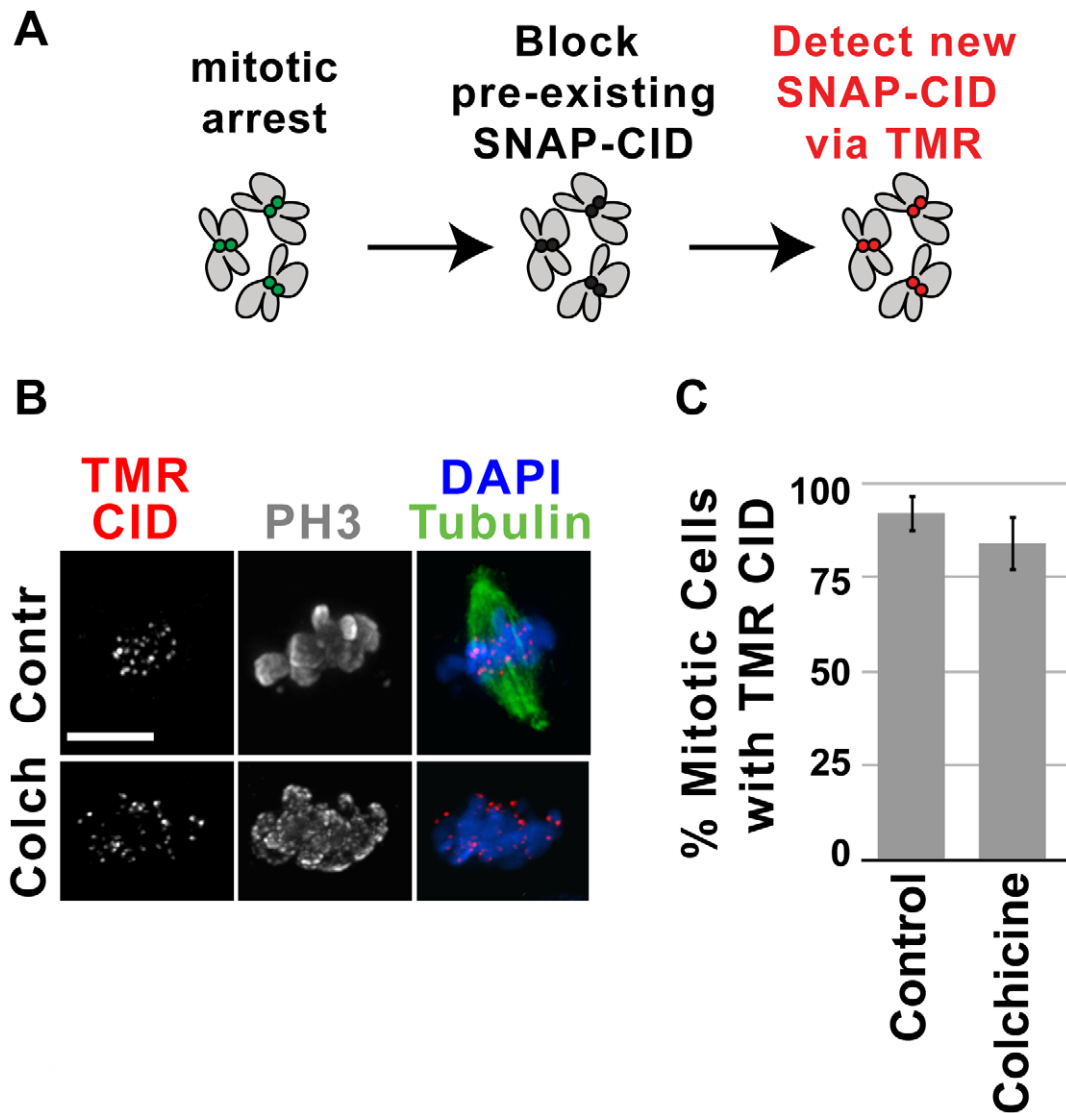 A
mitotic
arrest
Block
pre-existing
SNAP-CID
Detect new
SNAP-CID
via TMR
B
TMR
CID
PH3
DAPI
Tubulin
Contr
Colch
C
% Mitotic Cells
with TMR CID
100
75
50
25
0
Control
Colchicine